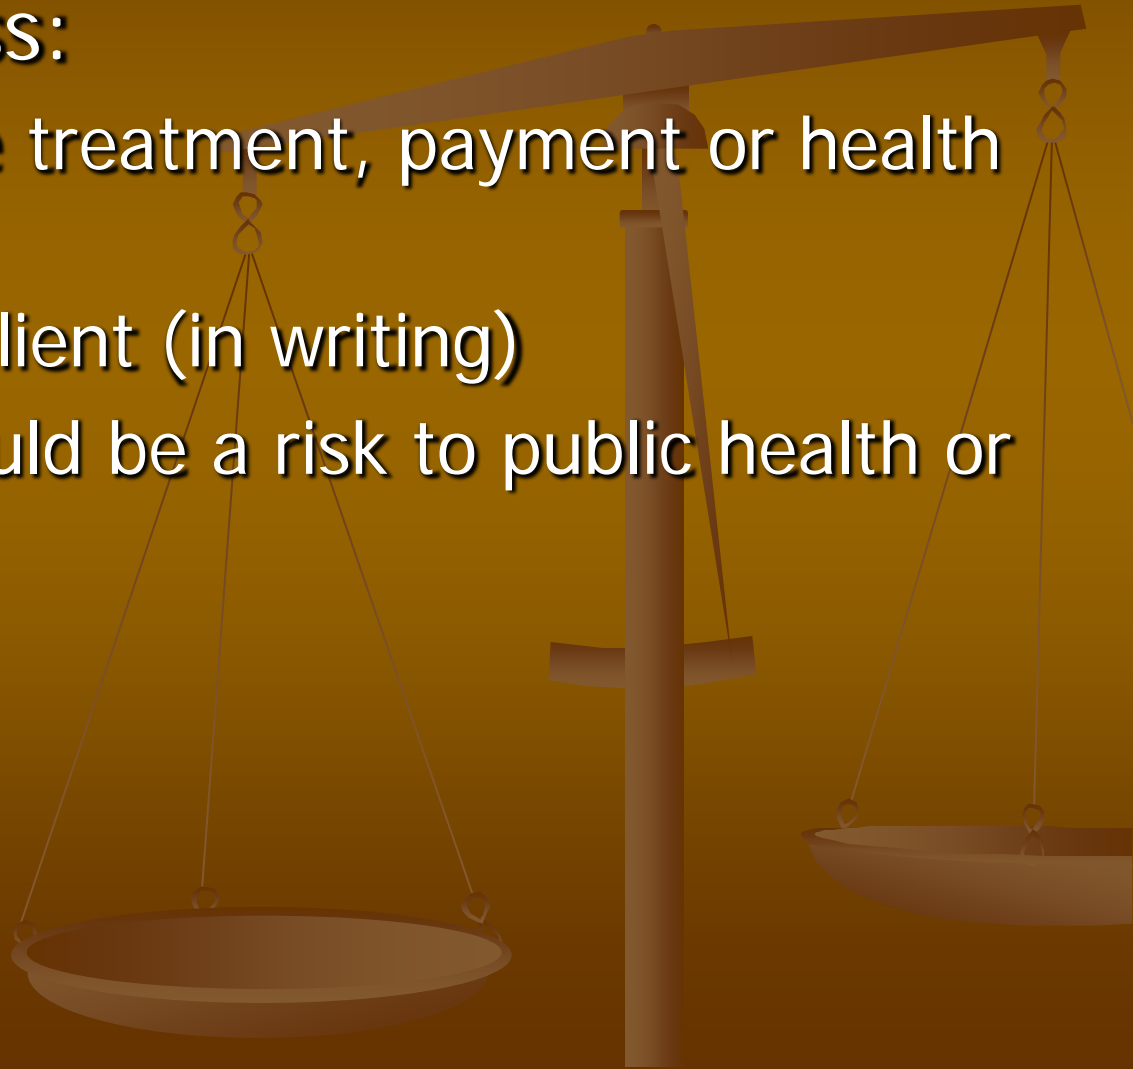 s:
treatment, payment or health
lient (in writing)
uld be a risk to public health or